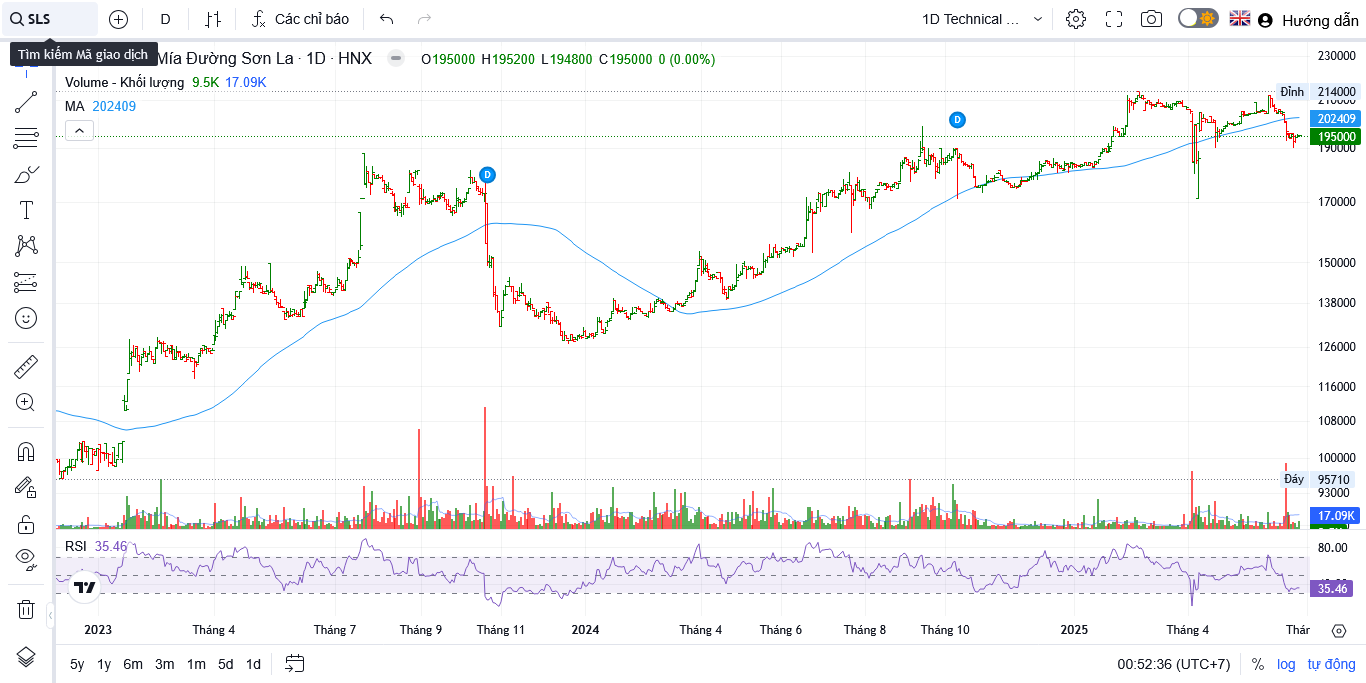 SLS
D
Các chỉ báo
1D Technical ...
Hướng dẫn
Tìm kiếm Mã giao dịch
Mía Đường Sơn La · 1D · HNX
O195000 H195200 L194800 C195000 0 (0.00%)
Volume - Khối lượng 9.5K 17.09K
MA 202409
230000
Đỉnh 214000
210000
202409
195000
190000
170000
150000
138000
126000
116000
108000
100000
Đáy 95710
93000
17.09K
D
D
RSI 35.46
80.00
35.46
2023
Tháng 4
Tháng 7
Tháng 9
Tháng 11
2024
Tháng 4
Tháng 6
Tháng 8
Tháng 10
2025
Tháng 4
Thár
5y 1y 6m 3m 1m 5d 1d
00:52:36 (UTC+7)
% log tự động